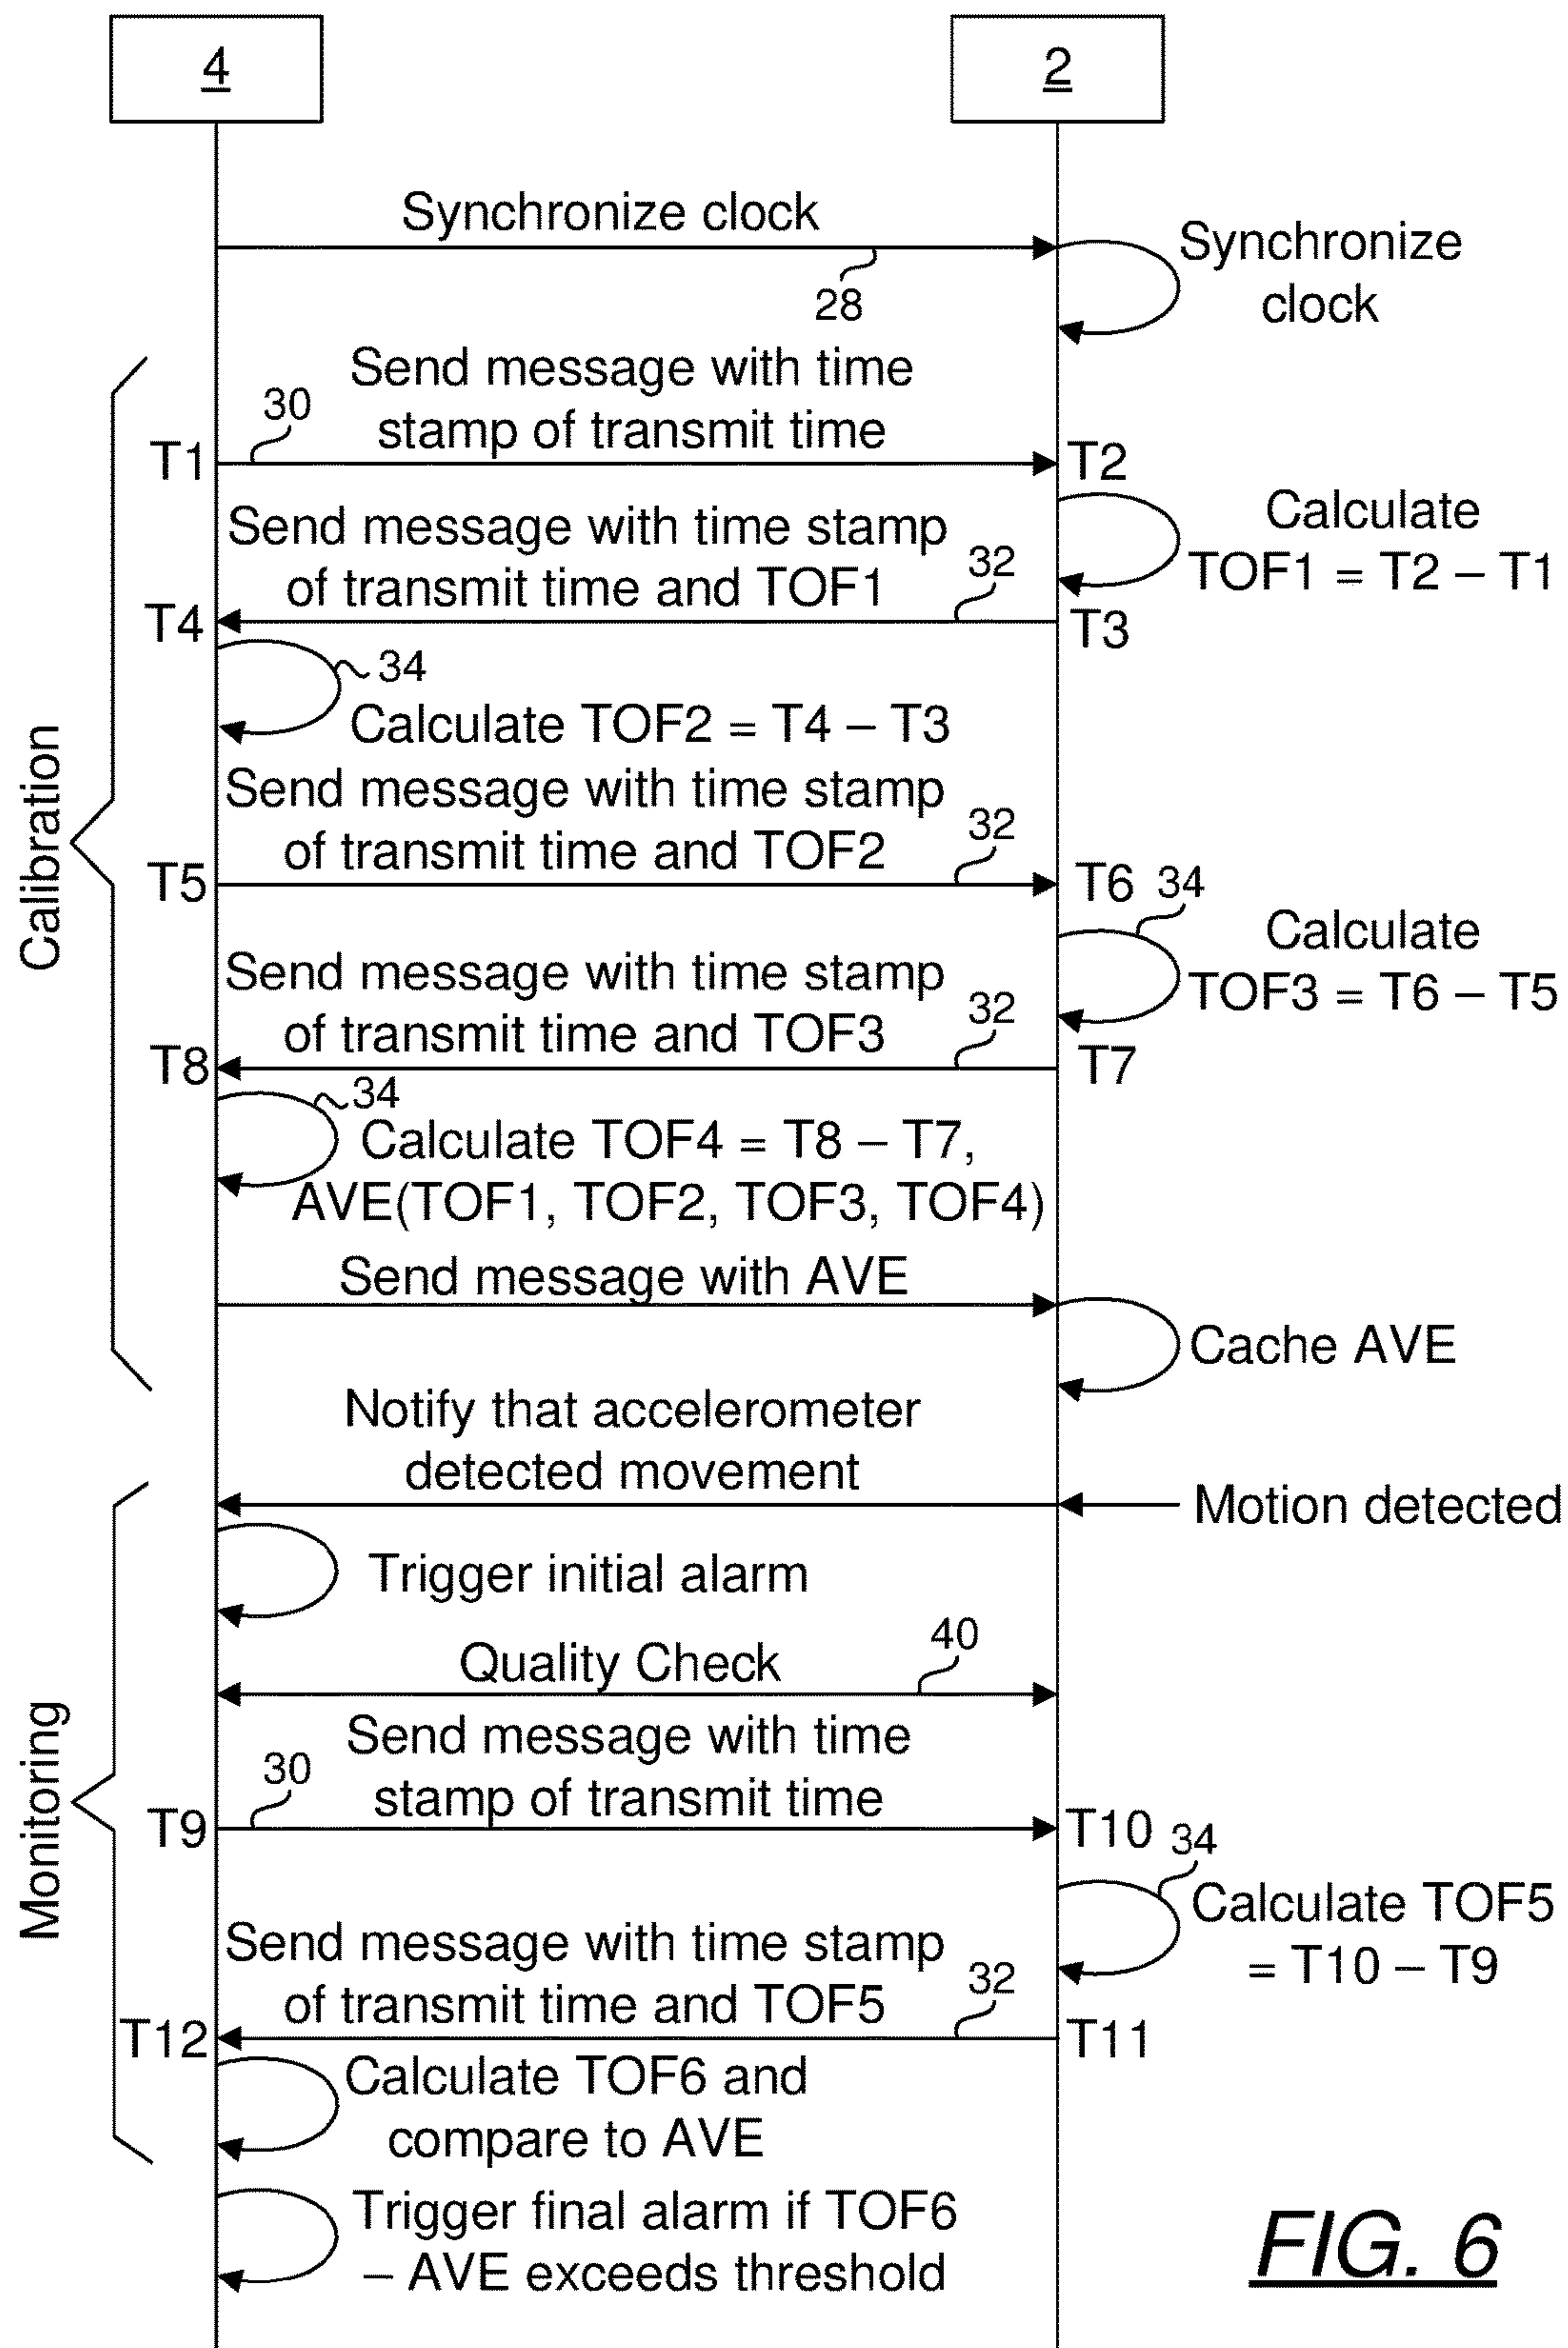 4
2
Synchronize clock
28
Synchronize
clock
Send message with time
stamp of transmit time
30
T1
T2
Calculate
TOF1 = T2 – T1
Send message with time stamp
of transmit time and TOF1
32
T4
T3
34
Calculate TOF2 = T4 – T3
Send message with time stamp
of transmit time and TOF2
32
T5
T6
34
Calculate
TOF3 = T6 – T5
Send message with time stamp
of transmit time and TOF3
32
T8
T7
34
Calculate TOF4 = T8 – T7,
AVE(TOF1, TOF2, TOF3, TOF4)
Send message with AVE
Cache AVE
Calibration
Notify that accelerometer
detected movement
Motion detected
Trigger initial alarm
Quality Check
40
Send message with time
stamp of transmit time
30
T9
T10
34
Calculate TOF5
= T10 – T9
Send message with time stamp
of transmit time and TOF5
32
T12
T11
Calculate TOF6 and
compare to AVE
Monitoring
Trigger final alarm if TOF6
– AVE exceeds threshold
FIG. 6